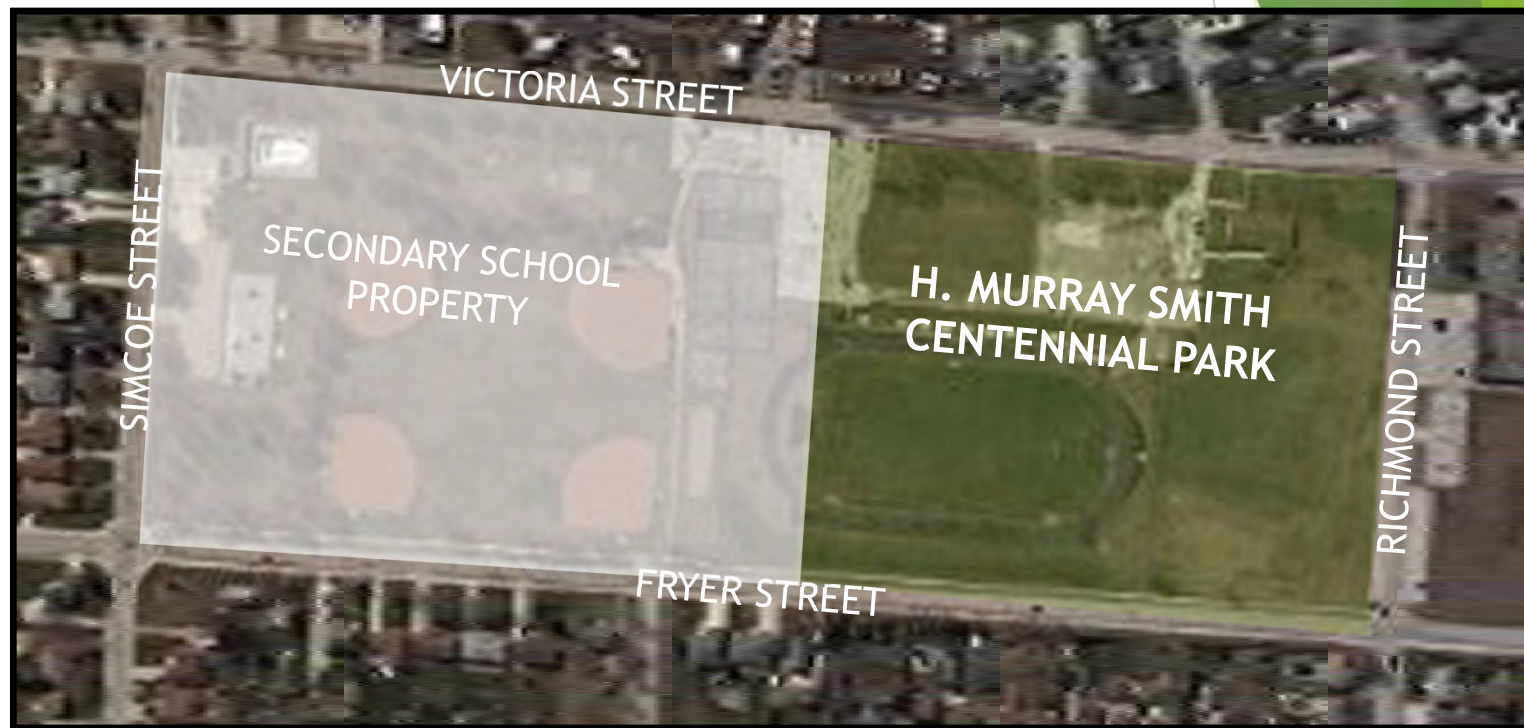 VICTORIA STREET
SIMCOE STREET
SECONDARY SCHOOL
PROPERTY
H. MURRAY SMITH
CENTENNIAL PARK
RICHMOND STREET
FRYER STREET